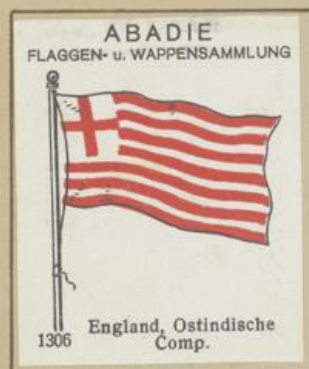 ABADIE
FLAGGEN- u. WAPPENSAMMLUNG
1306
England, Ostindische
Comp.